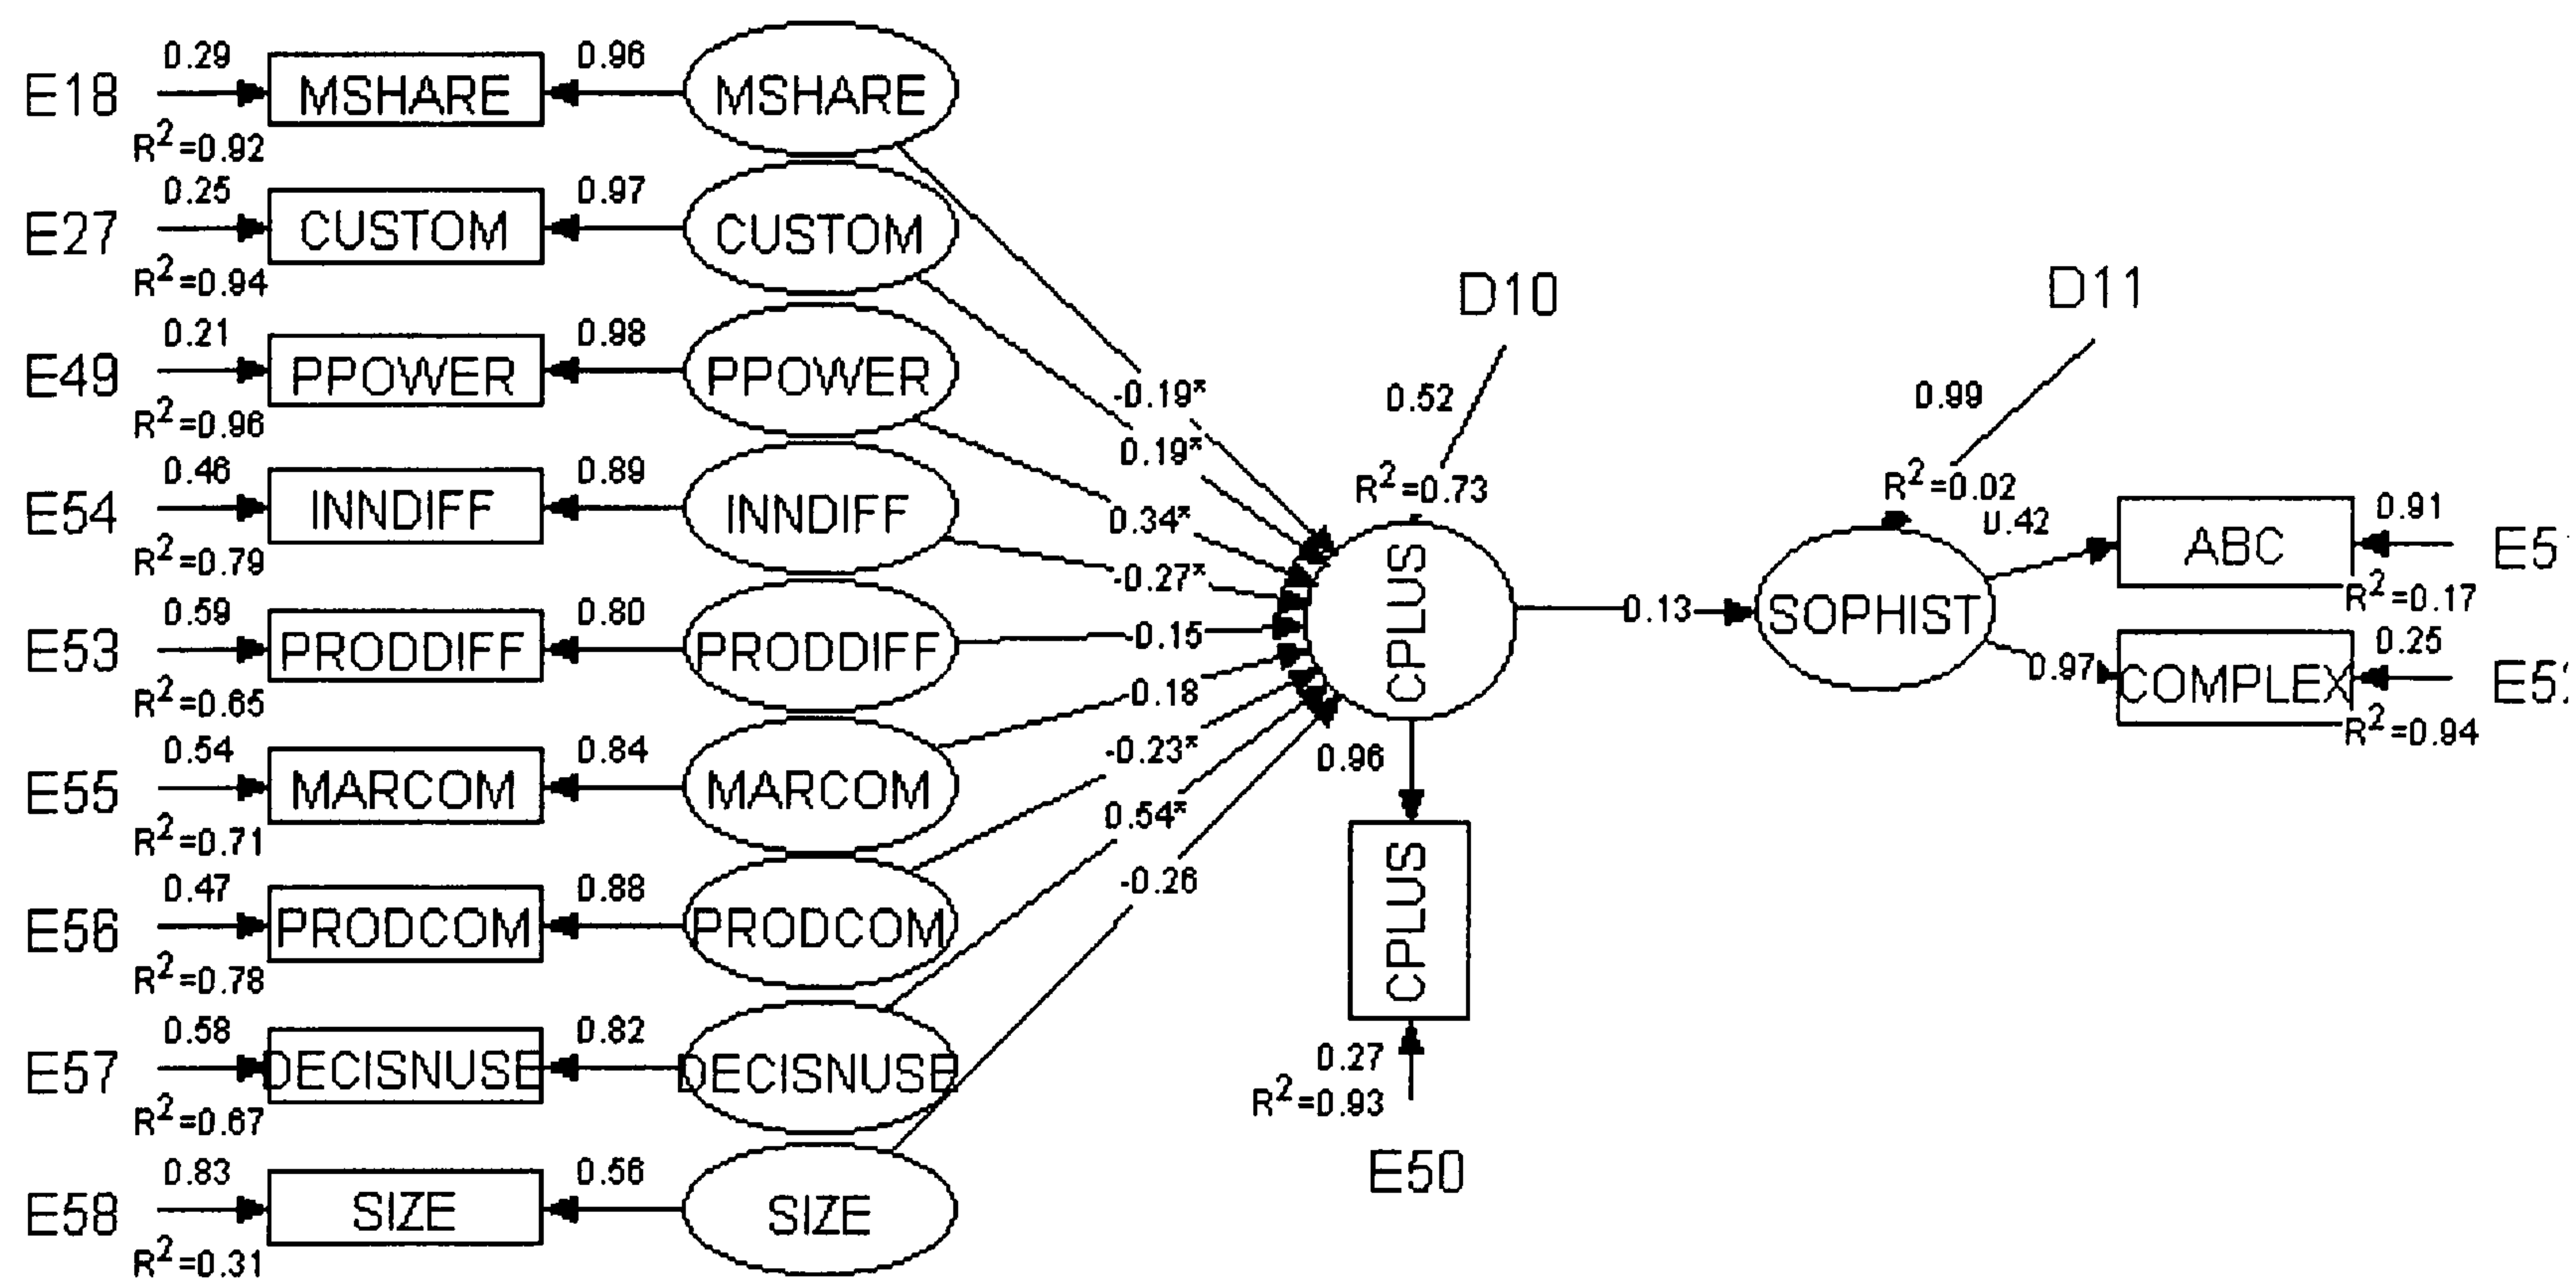 0.29 0.96
E18 MSHARE MSHARE
R²=0.92
0.25 0.97
E27 CUSTOM CUSTOM
R²=0.94
0.21 0.98
E49 PPOWER PPOWER
R²=0.96
0.46 0.89
E54 INNDIFF INNDIFF
R²=0.79
0.59 0.80
E53 PRODDIFF PRODDIFF
R²=0.65
0.54 0.84
E55 MARCOM MARCOM
R²=0.71
0.47 0.88
E56 PRODCOM PRODCOM
R²=0.78
0.58 0.82
E57 DECISNUSE DECISNUSE
R²=0.67
0.83 0.56
E58 SIZE SIZE
R²=0.31
-0.19*
0.19*
0.34*
-0.27*
0.15
-0.18
-0.23*
0.54*
-0.26
D10
0.52
R²=0.73
CPLUS
0.96
CPLUS
0.27
R²=0.93
E50
0.13
D11
0.99
R²=0.02
SOPHIST
0.42
ABC
0.91
E5
R²=0.17
0.97
COMPLEX
0.25
E5
R²=0.94